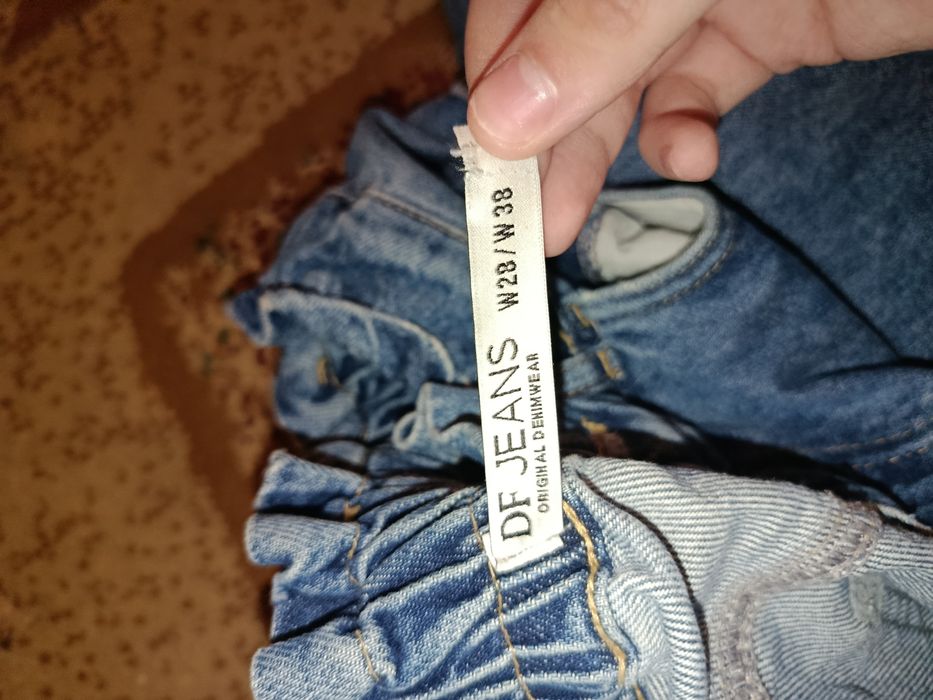 DF JEANS W28/W38
ORIGINAL DENIMWEAR